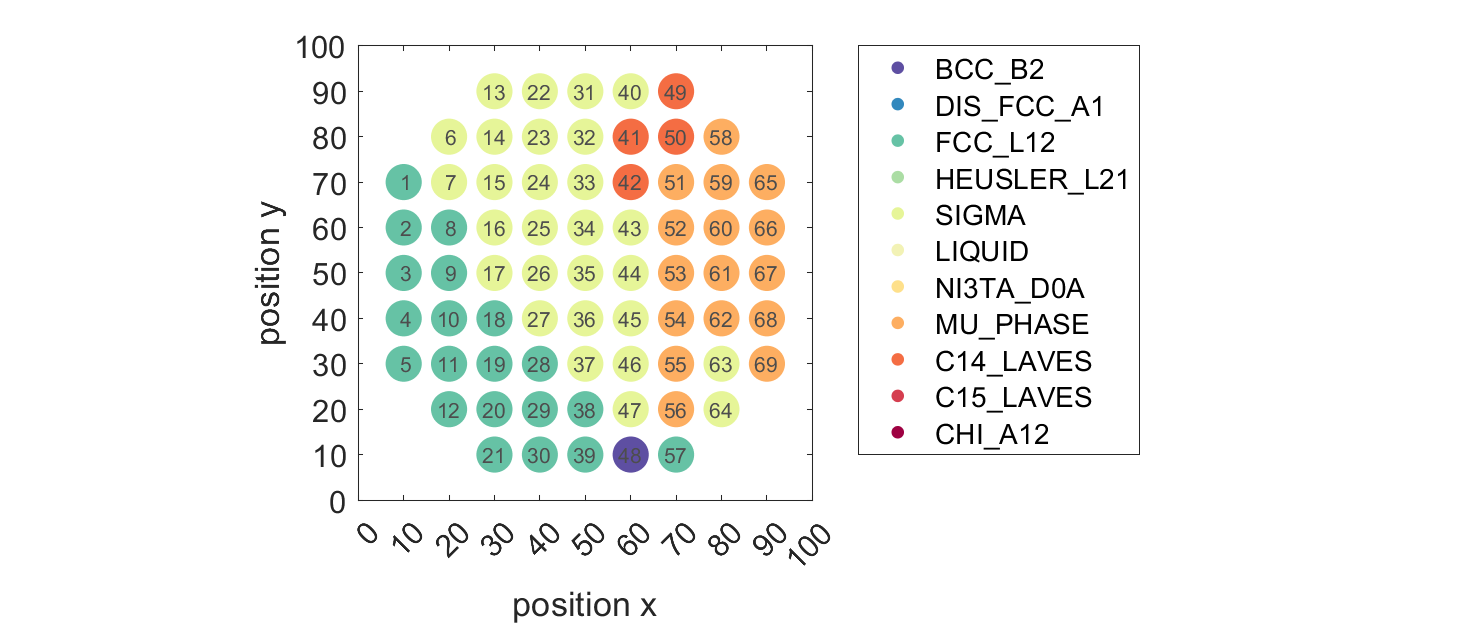 100
90
80
70
60
50
40
30
20
10
0
position y
13 22 31 40 49
6 14 23 32 41 50 58
1 7 15 24 33 42 51 59 65
2 8 16 25 34 43 52 60 66
3 9 17 26 35 44 53 61 67
4 10 18 27 36 45 54 62 68
5 11 19 28 37 46 55 63 69
12 20 29 38 47 56 64
21 30 39 48 57
0 10 20 30 40 50 60 70 80 90 100
position x
BCC_B2
DIS_FCC_A1
FCC_L12
HEUSLER_L21
SIGMA
LIQUID
NI3TA_D0A
MU_PHASE
C14_LAVES
C15_LAVES
CHI_A12